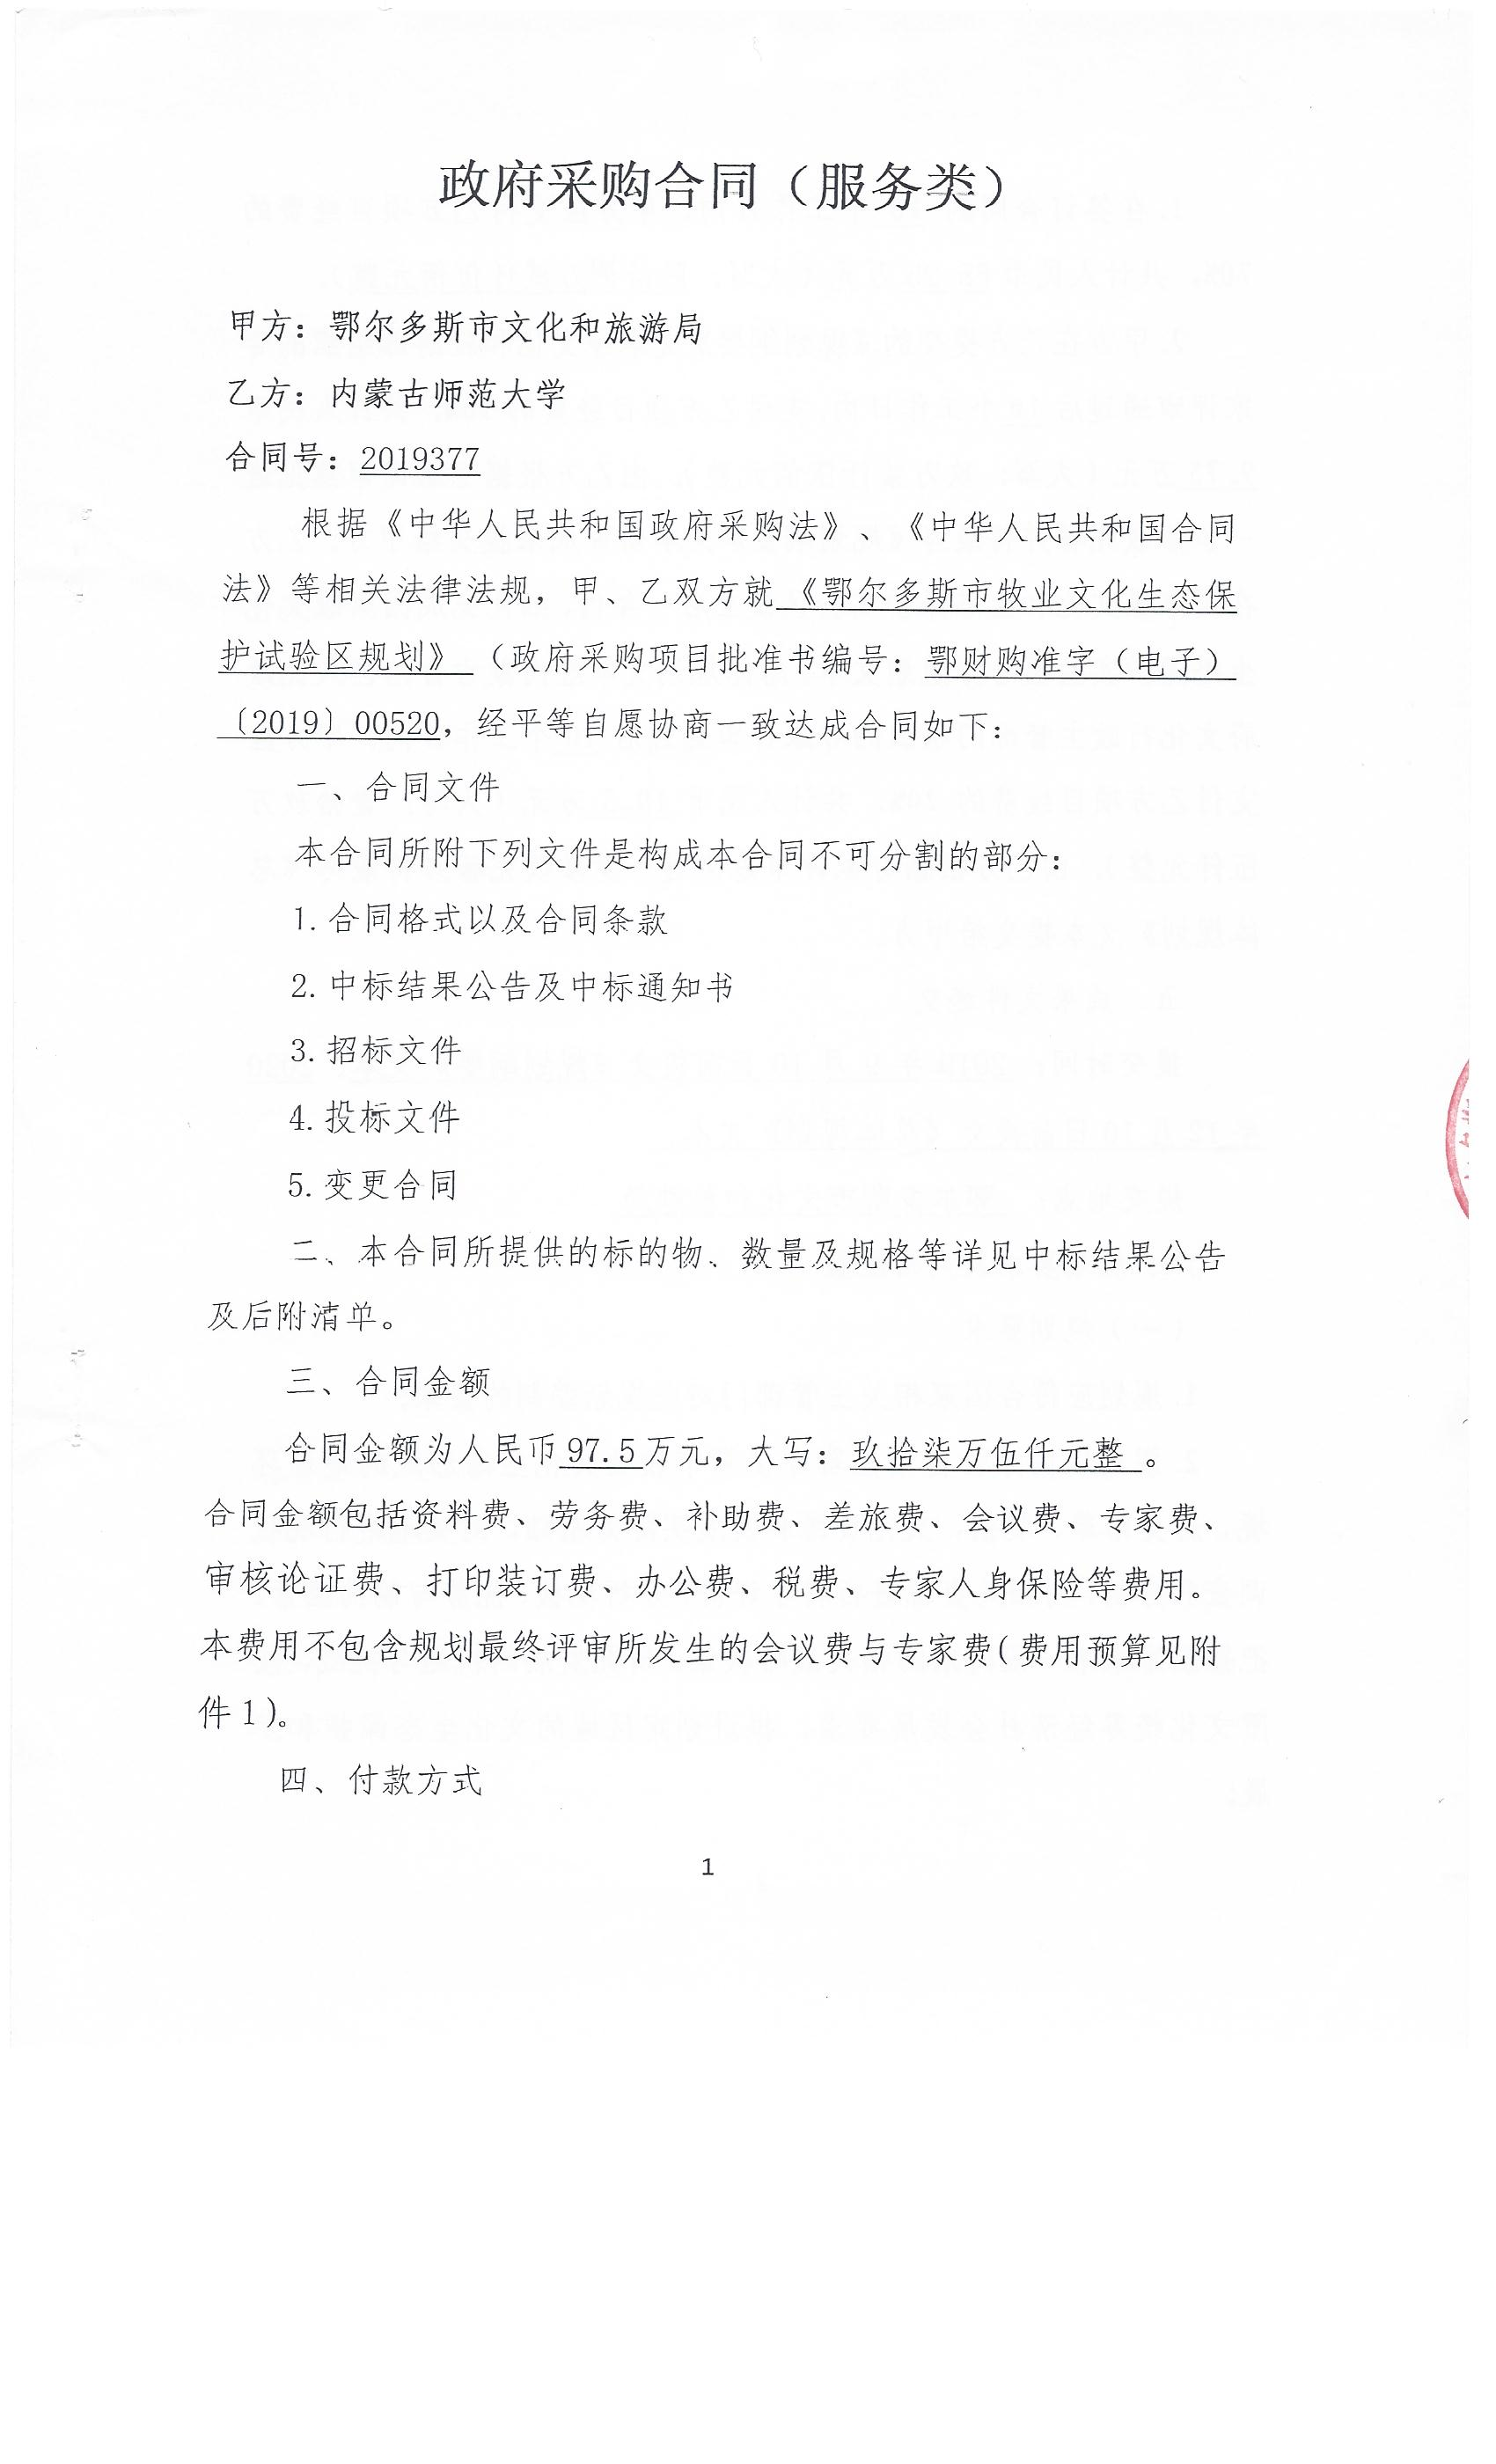 政府采购合同（服务类）
甲方：鄂尔多斯市文化和旅游局
乙方：内蒙古师范大学
合同号：2019377
根据《中华人民共和国政府采购法》、《中华人民共和国合同
法》等相关法律法规，甲、乙双方就《鄂尔多斯市牧业文化生态保
护试验区规划》（政府采购项目批准书编号：鄂财购准字（电子）
〔2019〕00520，经平等自愿协商一致达成合同如下：
一、合同文件
本合同所附下列文件是构成本合同不可分割的部分：
1.合同格式以及合同条款
2.中标结果公告及中标通知书
3.招标文件
4.投标文件
5.变更合同
二、本合同所提供的标的物、数量及规格等详见中标结果公告
及后附清单。
三、合同金额
合同金额为人民币97.5万元，大写：玖拾柒万伍仟元整 。
合同金额包括资料费、劳务费、补助费、差旅费、会议费、专家费、
审核论证费、打印装订费、办公费、税费、专家人身保险等费用。
本费用不包含规划最终评审所发生的会议费与专家费(费用预算见附
件1)。
四、付款方式
1